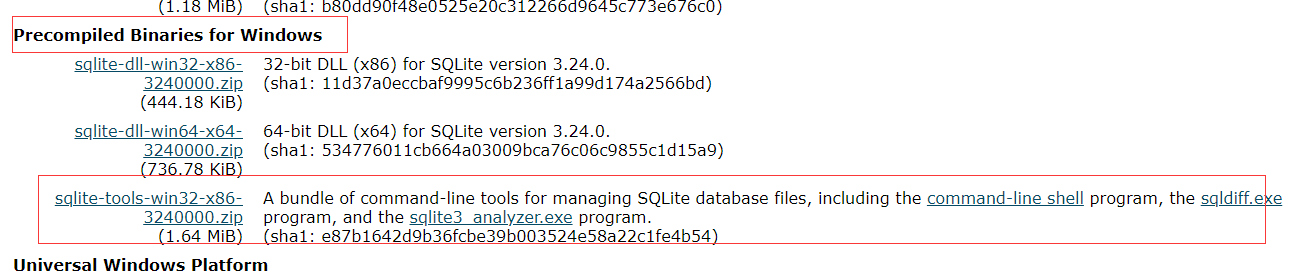 (1.18 MiB) (sha1: b80dd90f48e0525e20c312266d9645c773e676c0)
Precompiled Binaries for Windows
sqlite-dll-win32-x86- 32-bit DLL (x86) for SQLite version 3.24.0.
3240000.zip (sha1: 11d37a0eccbaf9995c6b236ff1a99d174a2566bd)
(444.18 KiB)
sqlite-dll-win64-x64- 64-bit DLL (x64) for SQLite version 3.24.0.
3240000.zip (sha1: 534776011cb664a03009bca76c06c9855c1d15a9)
(736.78 KiB)
sqlite-tools-win32-x86- A bundle of command-line tools for managing SQLite database files, including the command-line shell program, the sqldiff.exe
3240000.zip program, and the sqlite3_analyzer.exe program.
(1.64 MiB) (sha1: e87b1642d9b36fcbe39b003524e58a22c1fe4b54)
Universal Windows Platform